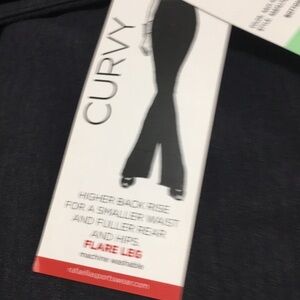 CURVY
HIGHER BACK RISE
FOR A SMALLER WAIST
AND FULLER REAR
AND HIPS.
FLARE LEG
machine washable
rafaellasportswear.com